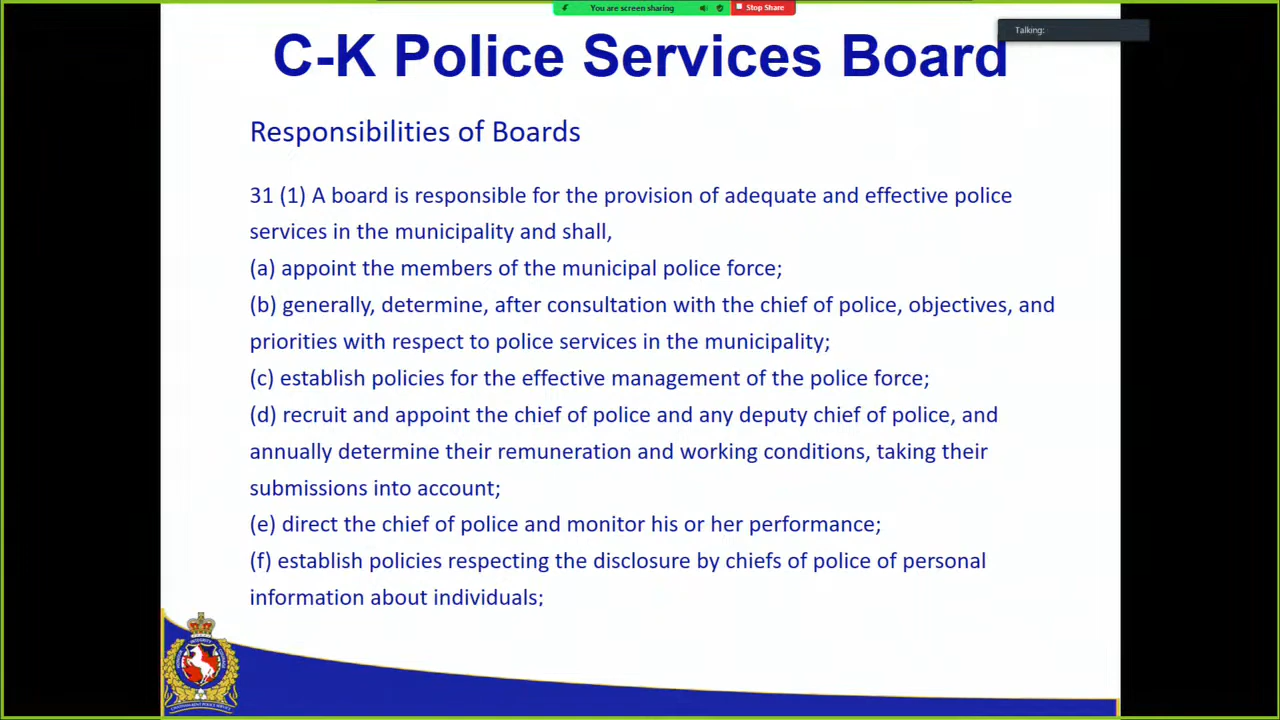 You are screen sharing
Stop Share
Talking:
C-K Police Services Board
Responsibilities of Boards
31 (1) A board is responsible for the provision of adequate and effective police
services in the municipality and shall,
(a) appoint the members of the municipal police force;
(b) generally, determine, after consultation with the chief of police, objectives, and
priorities with respect to police services in the municipality;
(c) establish policies for the effective management of the police force;
(d) recruit and appoint the chief of police and any deputy chief of police, and
annually determine their remuneration and working conditions, taking their
submissions into account;
(e) direct the chief of police and monitor his or her performance;
(f) establish policies respecting the disclosure by chiefs of police of personal
information about individuals;